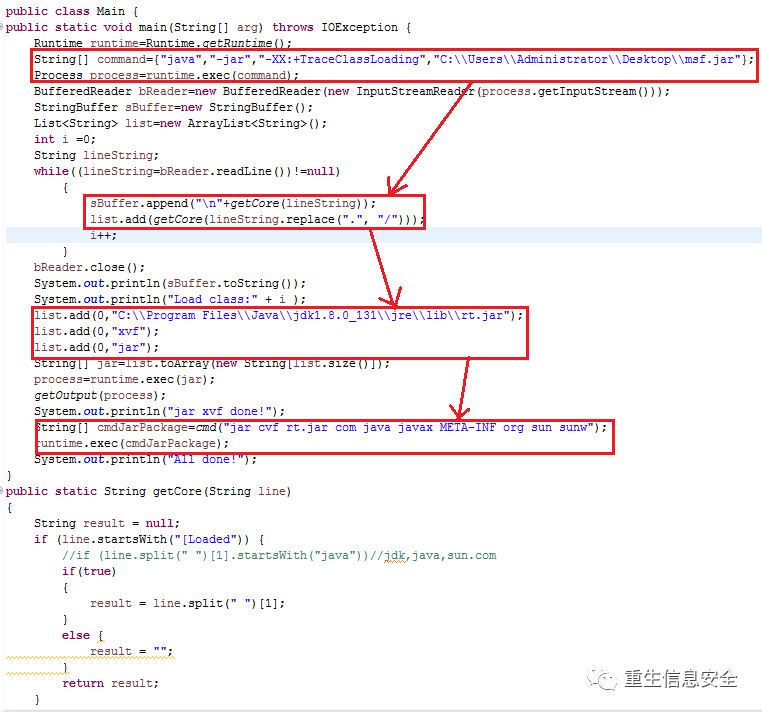 public class Main {
public static void main(String[] arg) throws IOException {
Runtime runtime=Runtime.getRuntime();
String[] command={"java","-jar","-XX:+TraceClassLoading","C:\\Users\\Administrator\\Desktop\\msf.jar"};
Process process=runtime.exec(command);
BufferedReader bReader=new BufferedReader(new InputStreamReader(process.getInputStream()));
StringBuffer sBuffer=new StringBuffer();
List<String> list=new ArrayList<String>();
int i =0;
String lineString;
while((lineString=bReader.readLine())!=null)
{
sBuffer.append("\n"+getCore(lineString));
list.add(getCore(lineString.replace(".", "/")));
i++;
}
bReader.close();
System.out.println(sBuffer.toString());
System.out.println("Load class:" + i );
list.add(0,"C:\\Program Files\\Java\\jdk1.8.0_131\\jre\\lib\\rt.jar");
list.add(0,"xvf");
list.add(0,"jar");
String[] jar=list.toArray(new String[list.size()]);
process=runtime.exec(jar);
getOutput(process);
System.out.println("jar xvf done!");
String[] cmdJarPackage=cmd("jar cvf rt.jar com java javax META-INF org sun sunw");
runtime.exec(cmdJarPackage);
System.out.println("All done!");
}
public static String getCore(String line)
{
String result = null;
if (line.startsWith("[Loaded")) {
//if (line.split(" ")[1].startsWith("java"))//jdk,java,sun.com
if(true)
{
result = line.split(" ")[1];
}
else {
result = "";
}
return result;
}
重生信息安全